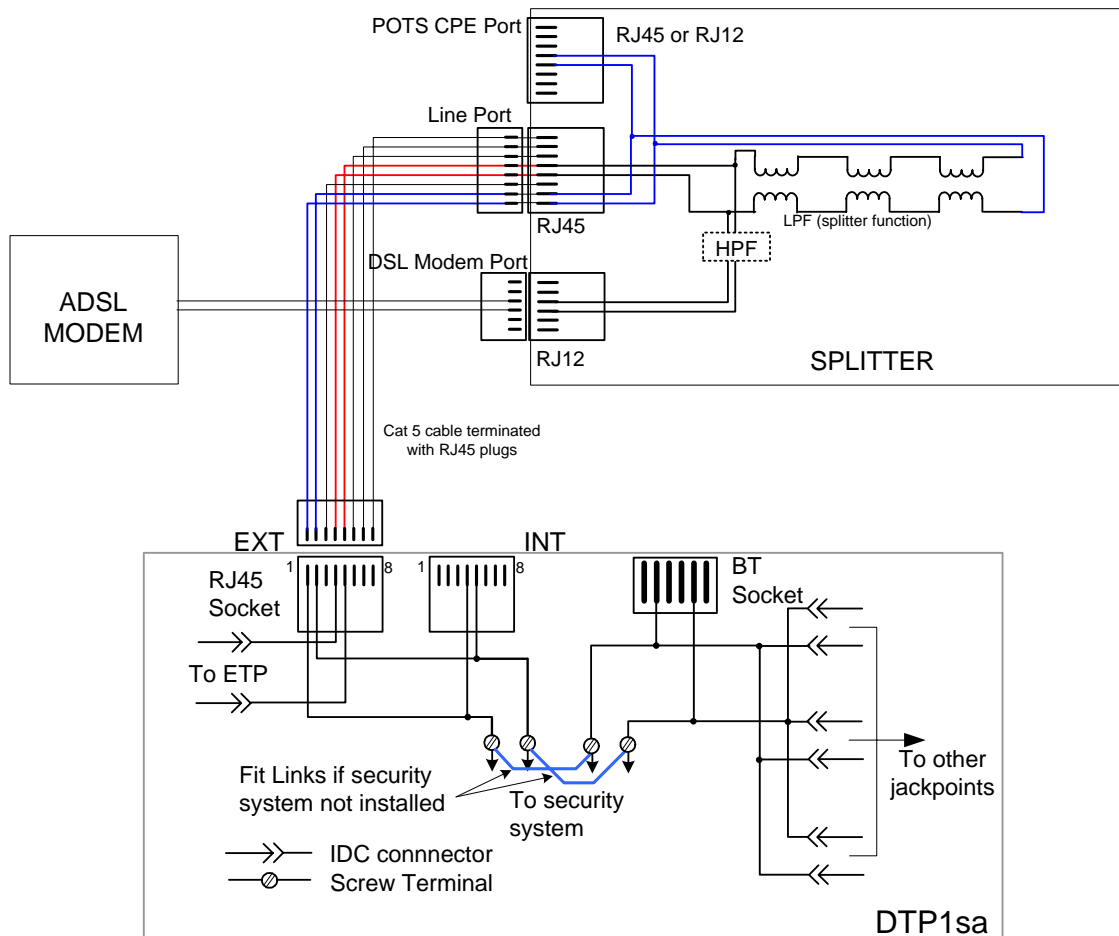 POTS CPE Port
RJ45 or RJ12
Line Port
RJ45
LPF (splitter function)
HPF
DSL Modem Port
ADSL
MODEM
RJ12
SPLITTER
Cat 5 cable terminated
with RJ45 plugs
EXT
INT
1
8
1
8
RJ45
Socket
BT
Socket
To ETP
Fit Links if security
system not installed
To security
system
To other
jackpoints
IDC connnector
Screw Terminal
DTP1sa